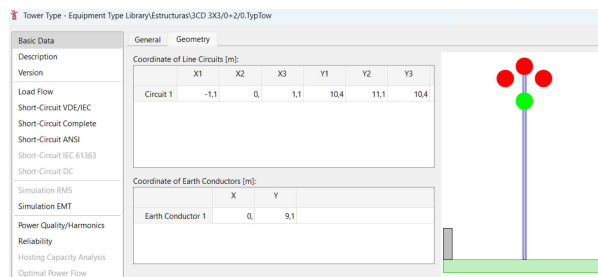 Tower Type - Equipment Type Library\Estructuras\3CD 3X3/0+2/0.TypTow
Basic Data
Description
Version
Load Flow
Short-Circuit VDE/IEC
Short-Circuit Complete
Short-Circuit ANSI
Short-Circuit IEC 61363
Short-Circuit DC
Simulation RMS
Simulation EMT
Power Quality/Harmonics
Reliability
Hosting Capacity Analysis
Optimal Power Flow
General Geometry
Coordinate of Line Circuits [m]:
X1 X2 X3 Y1 Y2 Y3
Circuit 1 -1,1 0, 1,1 10,4 11,1 10,4
Coordinate of Earth Conductors [m]:
X Y
Earth Conductor 1 0, 9,1